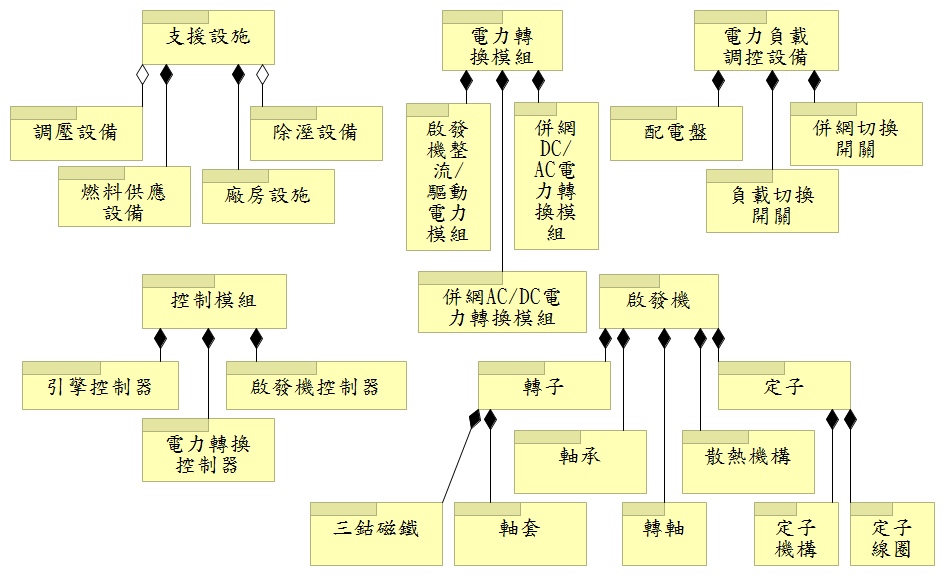 支援設施
電力轉
換模組
電力負載
調控設備
調壓設備
除溼設備
燃料供應
設備
廠房設施
啟發
機整
流/
驅動
電力
模組
併網
DC/
AC電
力轉
換模
組
併網AC/DC電
力轉換模組
配電盤
併網切換
開關
負載切換
開關
控制模組
引擎控制器
啟發機控制器
電力轉換
控制器
啟發機
轉子
定子
軸承
散熱機構
三鈷磁鐵
軸套
轉軸
定子
機構
定子
線圈